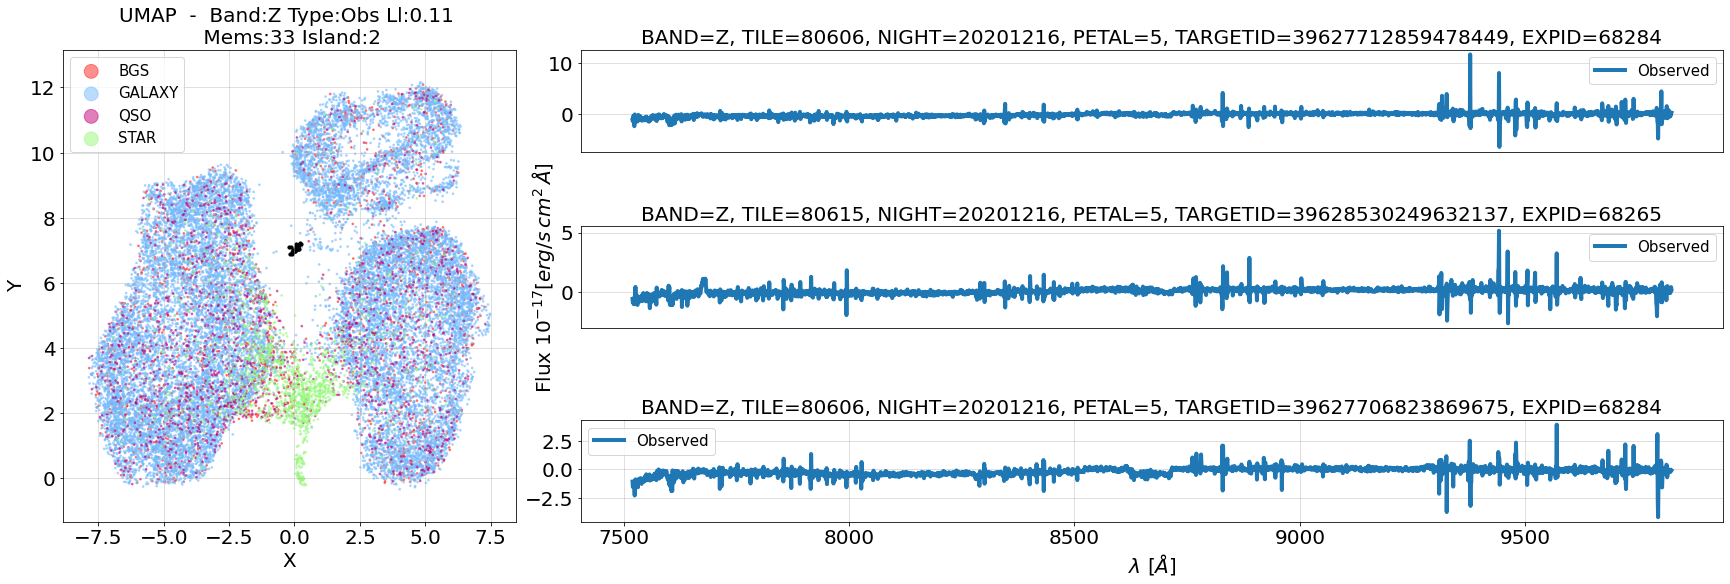 UMAP - Band:Z Type:Obs Ll:0.11
Mems:33 Island:2
BGS
GALAXY
QSO
STAR
12
10
8
6
4
2
0
Y
−7.5 −5.0 −2.5 0.0 2.5 5.0 7.5
X
BAND=Z, TILE=80606, NIGHT=20201216, PETAL=5, TARGETID=39627712859478449, EXPID=68284
10
0
Observed
BAND=Z, TILE=80615, NIGHT=20201216, PETAL=5, TARGETID=39628530249632137, EXPID=68265
5
0
Observed
Flux 10⁻¹⁷[erg/s cm² Å]
BAND=Z, TILE=80606, NIGHT=20201216, PETAL=5, TARGETID=39627706823869675, EXPID=68284
2.5
0.0
−2.5
Observed
7500 8000 8500 9000 9500
λ [Å]